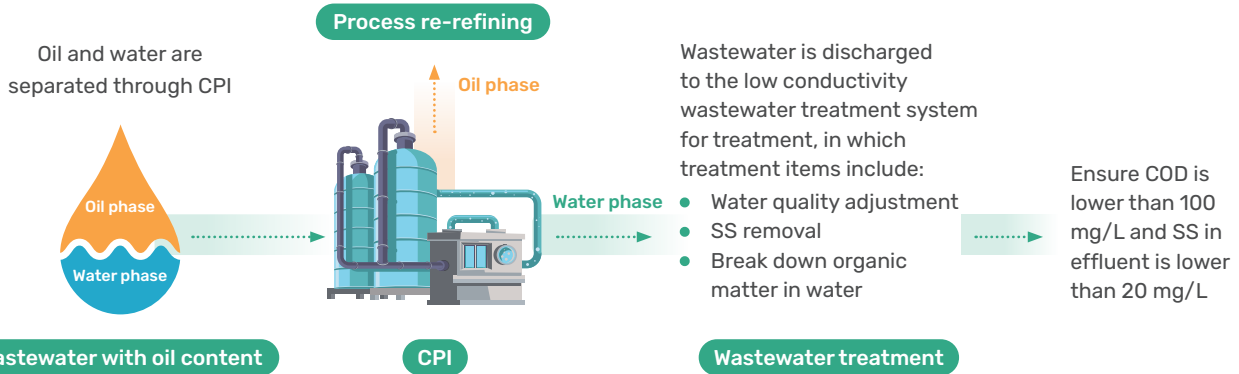 Process re-refining
Oil and water are
separated through CPI
Oil phase
Oil phase
Water phase
Water phase
Wastewater is discharged
to the low conductivity
wastewater treatment system
for treatment, in which
treatment items include:
• Water quality adjustment
• SS removal
• Break down organic
matter in water
Ensure COD is
lower than 100
mg/L and SS in
effluent is lower
than 20 mg/L
astewater with oil content
CPI
Wastewater treatment